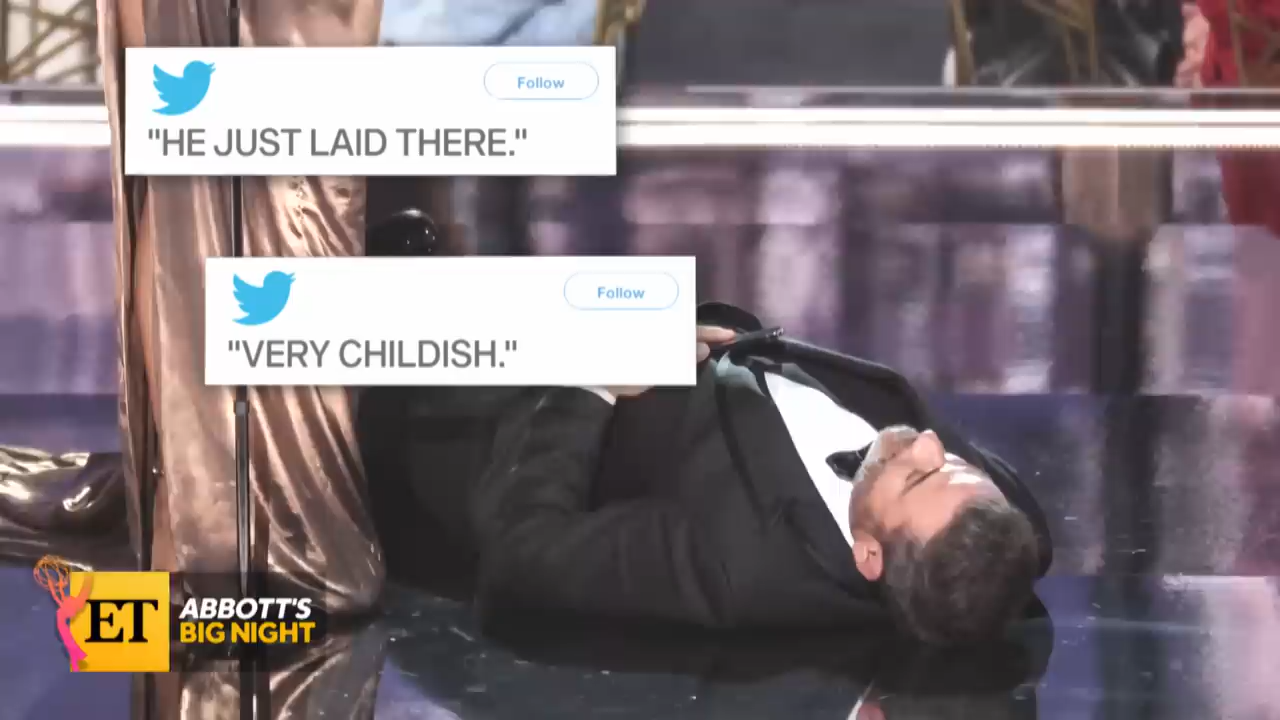 Follow
"HE JUST LAID THERE."
Follow
"VERY CHILDISH."
ET
ABBOTT'S
BIG NIGHT